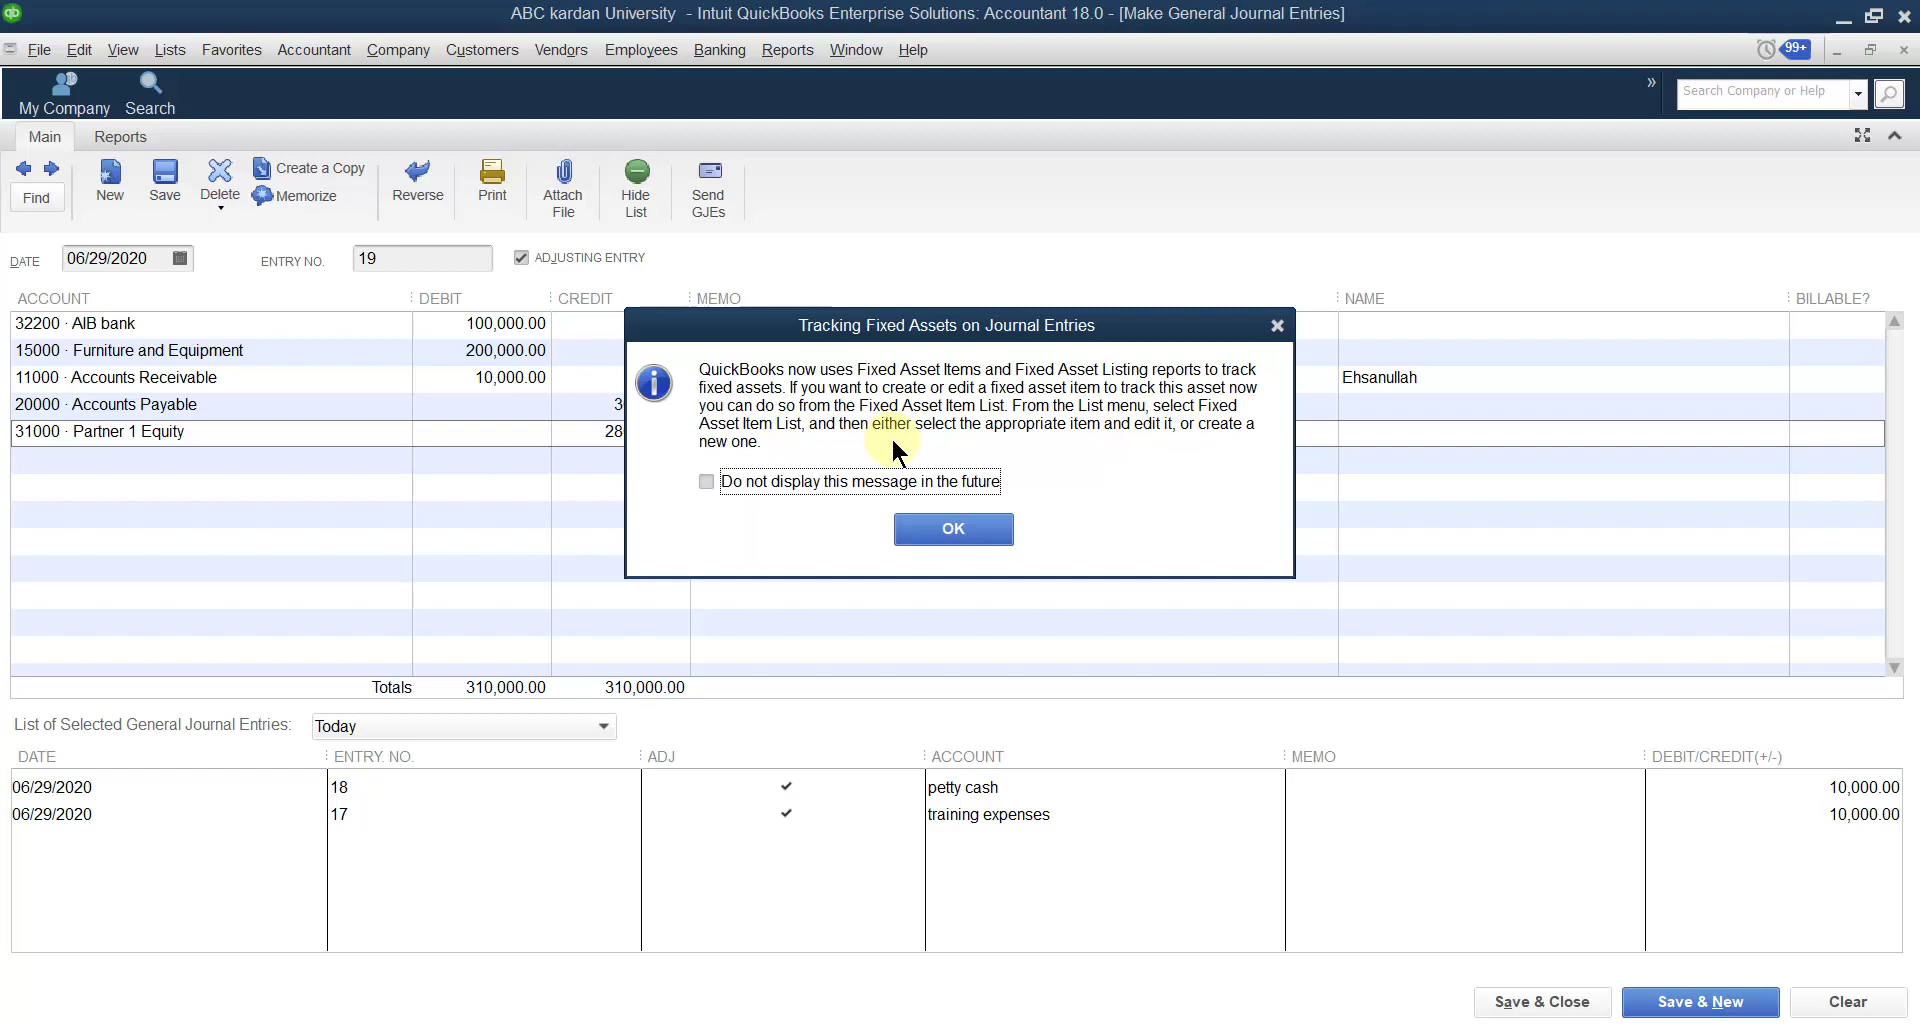 ABC kardan University - Intuit QuickBooks Enterprise Solutions: Accountant 18.0 - [Make General Journal Entries]
File Edit View Lists Favorites Accountant Company Customers Vendors Employees Banking Reports Window Help 99+
My Company Search Search Company or Help
Main Reports
Find New Save Delete Create a Copy Memorize Reverse Print Attach File Hide List Send GJEs
DATE 06/29/2020 ENTRY NO. 19 ADJUSTING ENTRY
ACCOUNT DEBIT CREDIT MEMO NAME BILLABLE?
32200 · AIB bank 100,000.00
15000 · Furniture and Equipment 200,000.00
11000 · Accounts Receivable 10,000.00 Ehsanullah
20000 · Accounts Payable 3
31000 · Partner 1 Equity 28
Tracking Fixed Assets on Journal Entries
QuickBooks now uses Fixed Asset Items and Fixed Asset Listing reports to track
fixed assets. If you want to create or edit a fixed asset item to track this asset now
you can do so from the Fixed Asset Item List. From the List menu, select Fixed
Asset Item List, and then either select the appropriate item and edit it, or create a
new one.
Do not display this message in the future
OK
Totals 310,000.00 310,000.00
List of Selected General Journal Entries: Today
DATE ENTRY. NO. ADJ ACCOUNT MEMO DEBIT/CREDIT(+/-)
06/29/2020 18 petty cash 10,000.00
06/29/2020 17 training expenses 10,000.00
Save & Close Save & New Clear